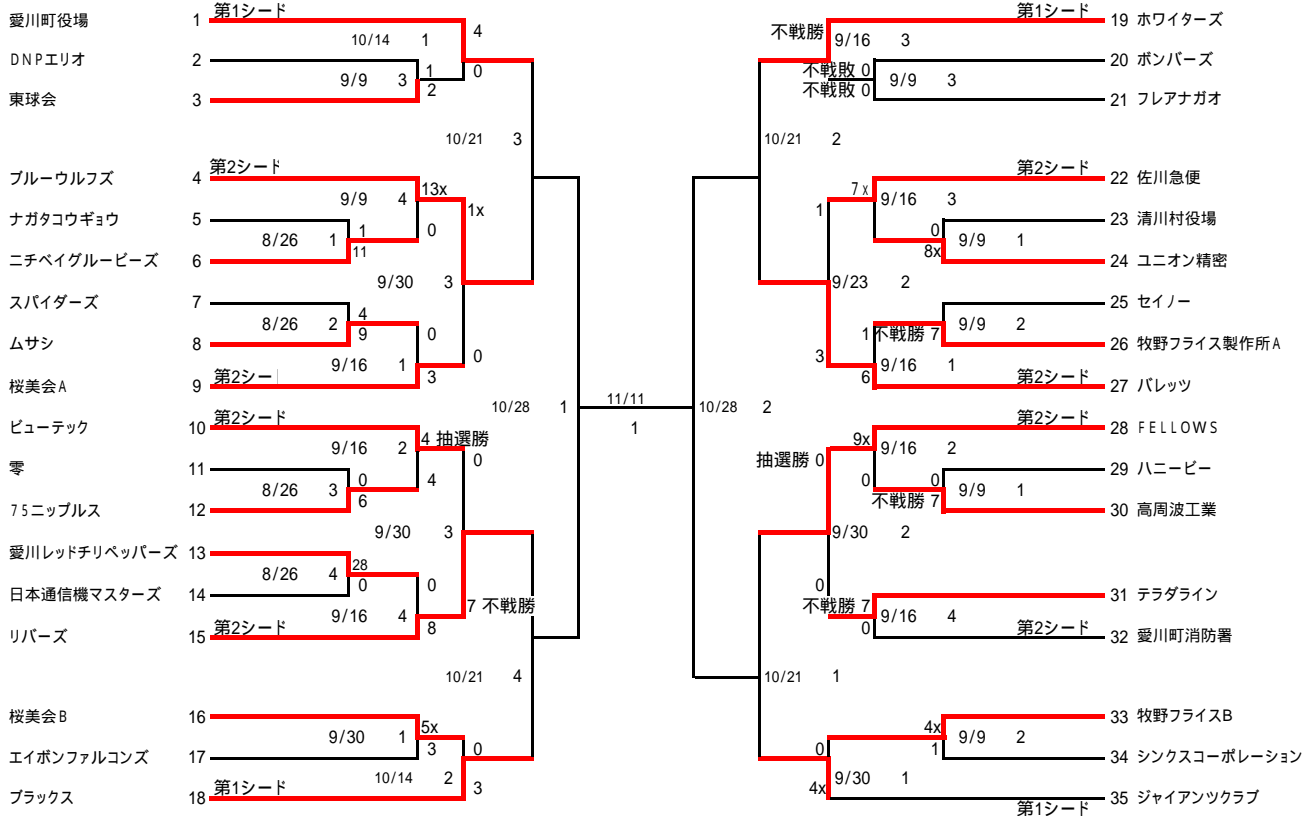 愛川町役場 1 第1シード
10/14 1 4
DNPエリオ 2
9/9 3 1 0
東球会 3 2
10/21 3
ブルーウルフズ 4 第2シード
9/9 4 13x
1x
ナガタコウギョウ 5
8/26 1 1 0
ニチベイグルービーズ 6 11
9/30 3
スパイダーズ 7
8/26 2 4 0
ムサシ 8 9
9/16 1 0
桜美会A 9 第2シー
3
10/28 1
ビューテック 10 第2シード
9/16 2 4 抽選勝
0
零 11
8/26 3 0 4
75ニップルス 12 6
9/30 3
愛川レッドチリペッパーズ 13
8/26 4 28 0
日本通信機マスターズ 14 0
9/16 4 7 不戦勝
リバーズ 15 第2シード
8
10/21 4
桜美会B 16
9/30 1 5x
エイボンファルコンズ 17 3 0
10/14 2 3
ブラックス 18 第1シード
11/11
1
第1シード 19 ホワイターズ
不戦勝 9/16 3
20 ボンバーズ
不戦敗 0 9/9 3
不戦敗 0
21 フレアナガオ
10/21 2
第2シード 22 佐川急便
7x 9/16 3
1
23 清川村役場
0 9/9 1
8x
24 ユニオン精密
9/23 2
25 セイノー
1 不戦勝 7 9/9 2
26 牧野フライス製作所A
3 9/16 1
6 第2シード 27 バレッツ
10/28 2
第2シード 28 FELLOWS
9x 9/16 2
抽選勝 0
29 ハニービー
0 0 9/9 1
不戦勝 7
30 高周波工業
9/30 2
0
31 テラダライン
不戦勝 7 9/16 4
0 第2シード 32 愛川町消防署
10/21 1
33 牧野フライスB
4x 9/9 2
0 1
34 シンクスコーポレーション
9/30 1
4x
35 ジャイアンツクラブ
第1シード